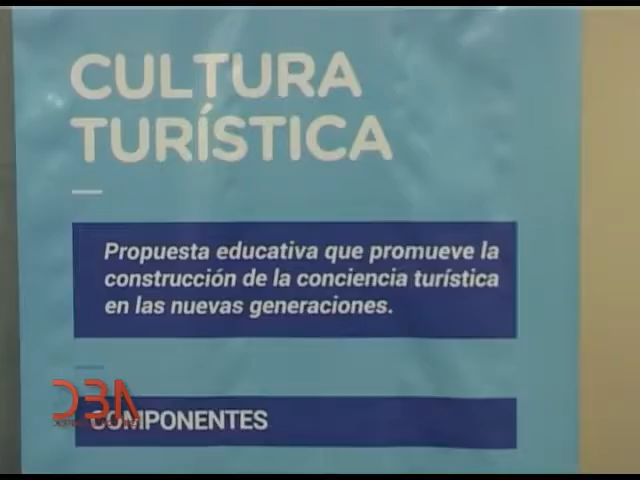 CULTURA
TURÍSTICA
Propuesta educativa que promueve la
construcción de la conciencia turística
en las nuevas generaciones.
COMPONENTES